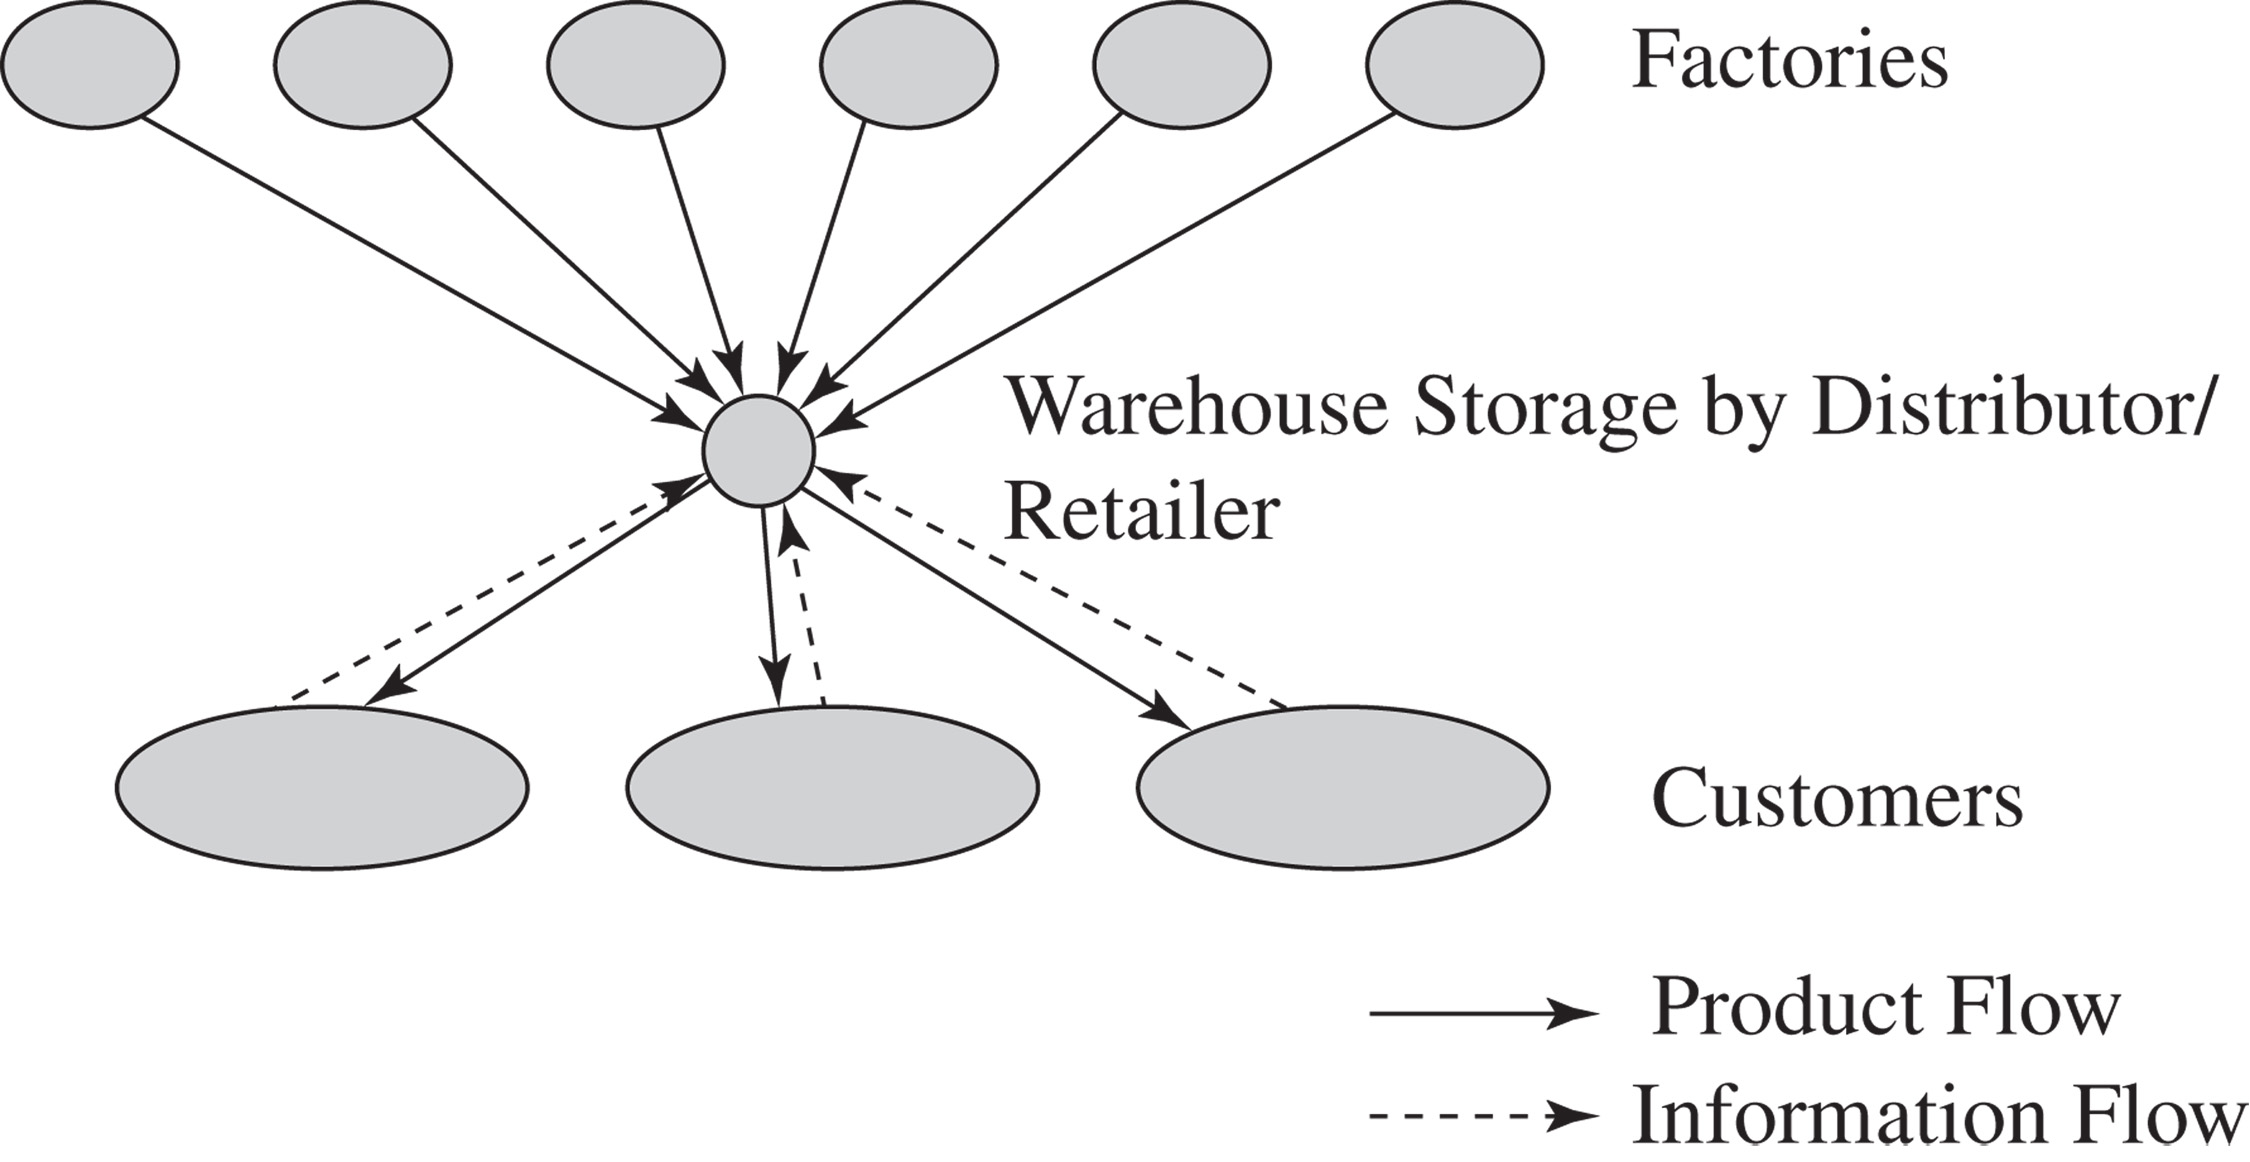 Factories
Warehouse Storage by Distributor/
Retailer
Customers
Product Flow
Information Flow